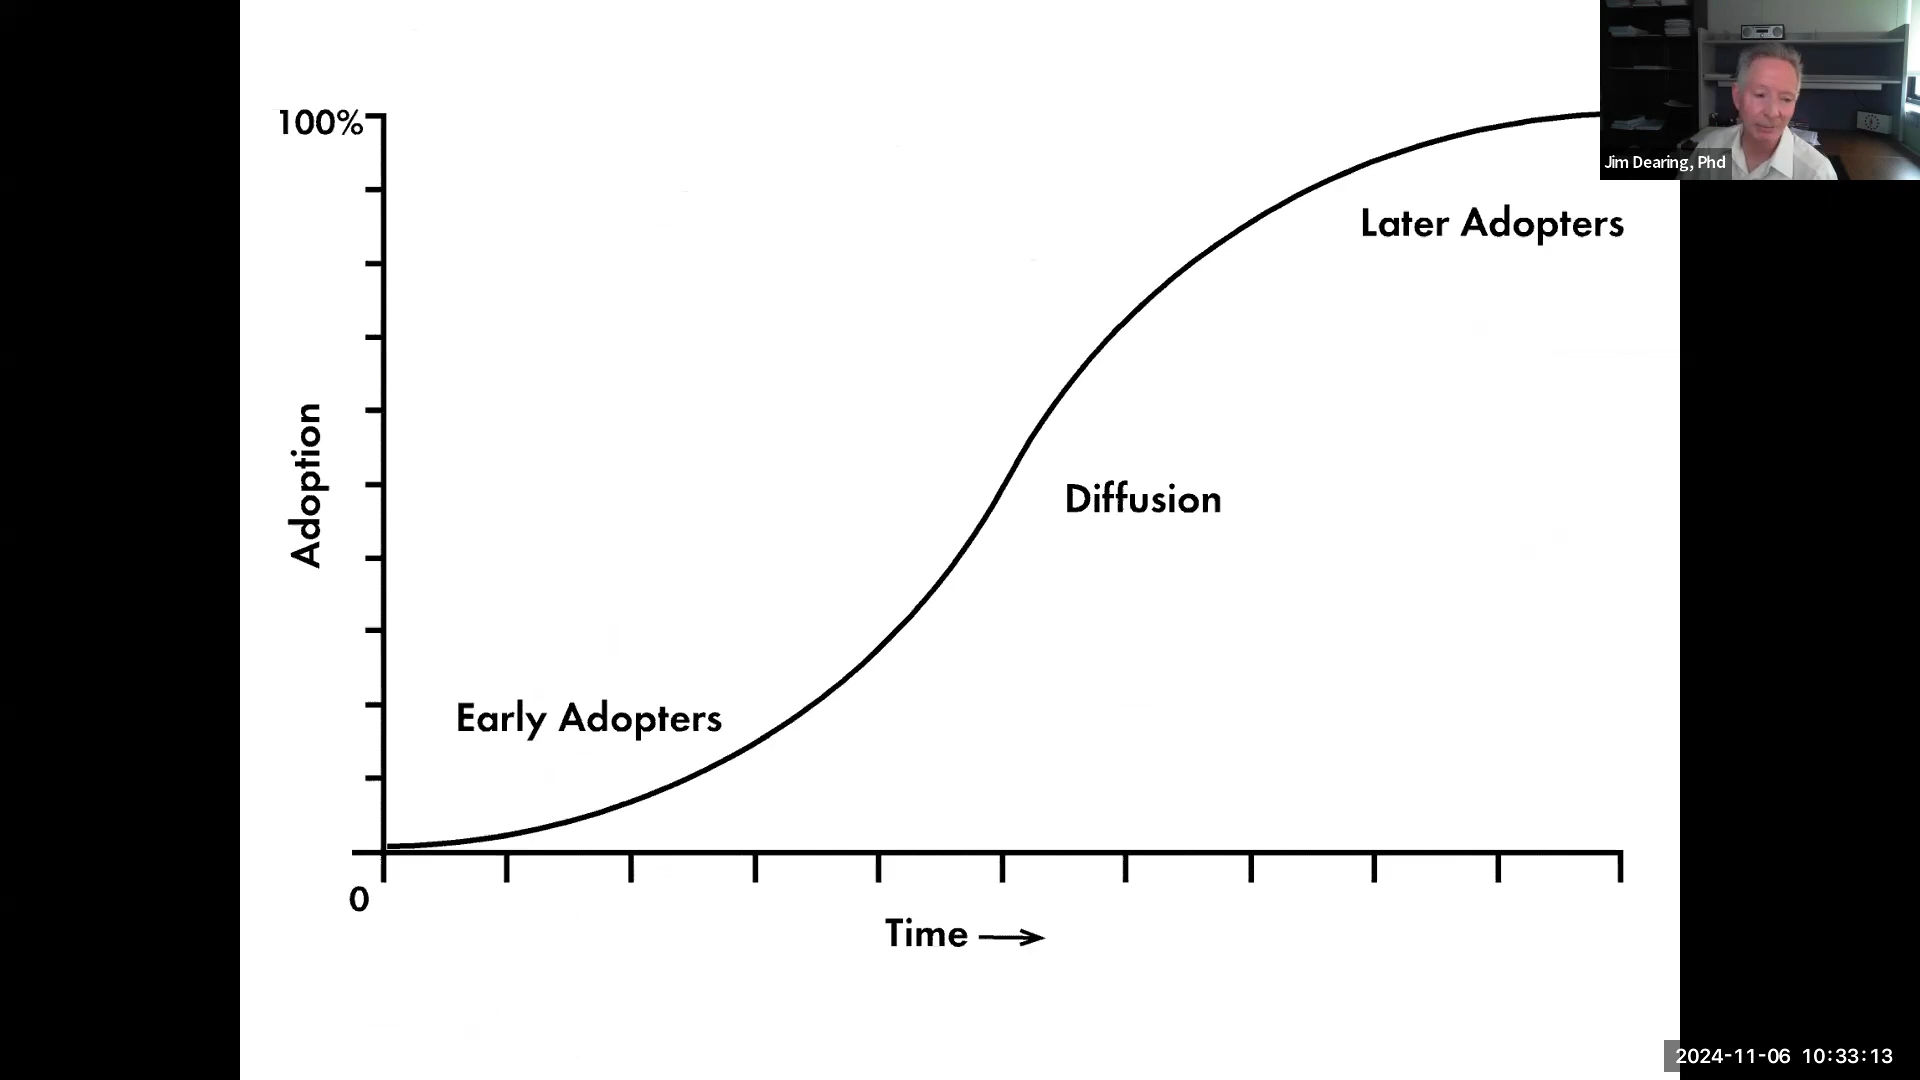 100%
Jim Dearing, Phd
Later Adopters
Adoption
Diffusion
Early Adopters
0
Time
2024-11-06 10:33:13